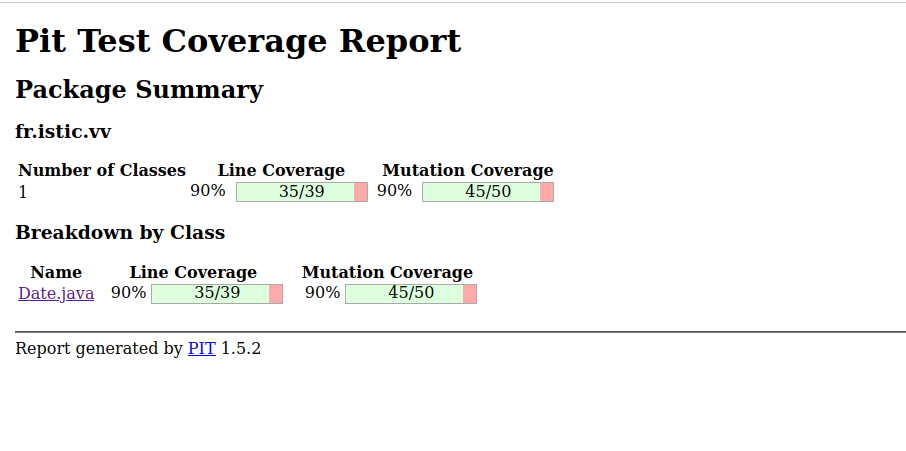 Pit Test Coverage Report
Package Summary
fr.istic.vv
Number of Classes Line Coverage Mutation Coverage
1 90% 35/39 90% 45/50
Breakdown by Class
Name Line Coverage Mutation Coverage
Date.java 90% 35/39 90% 45/50
Report generated by PIT 1.5.2